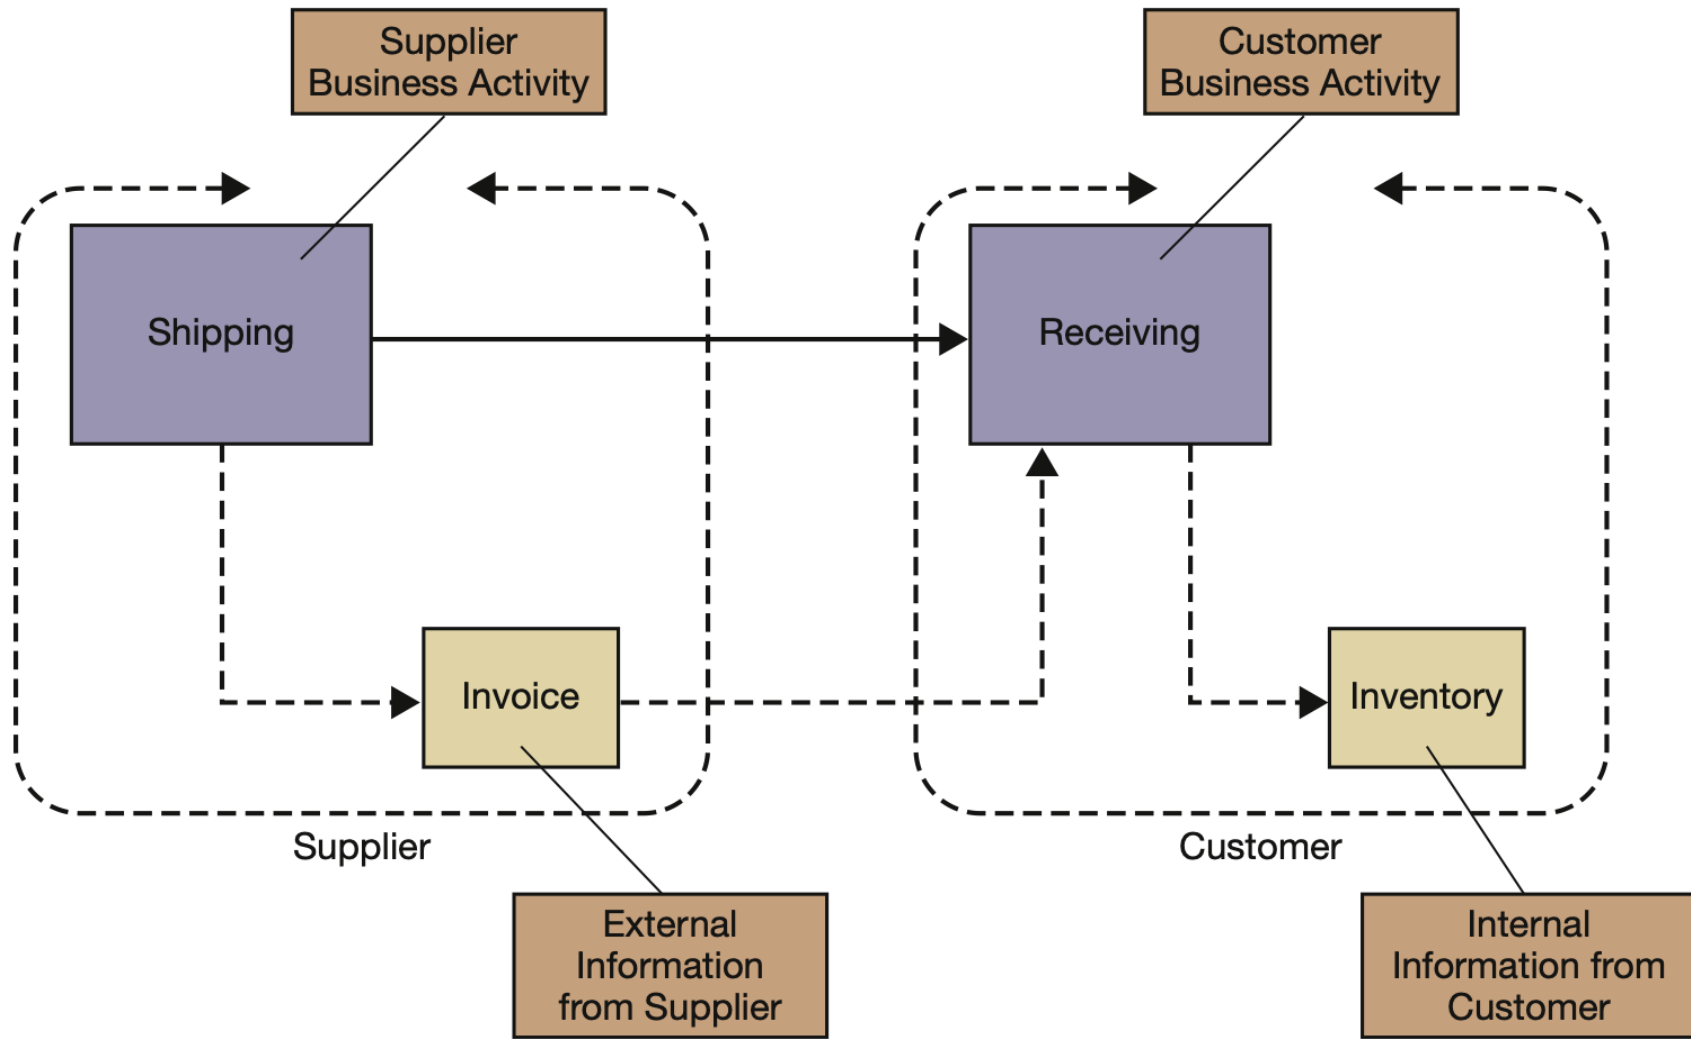 Supplier
Business Activity
Customer
Business Activity
Shipping
Receiving
Invoice
Inventory
Supplier
Customer
External
Information
from Supplier
Internal
Information from
Customer